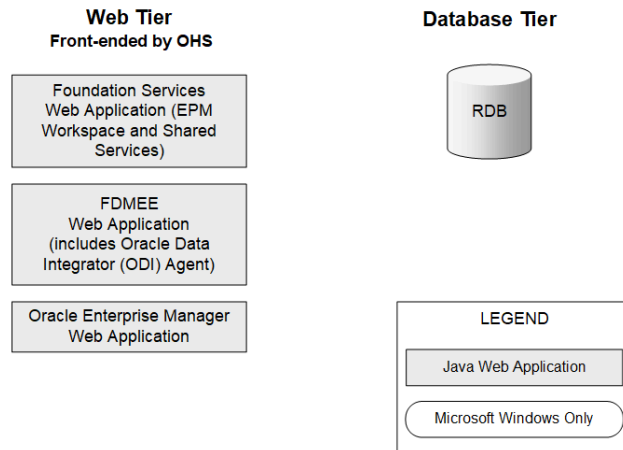 Web Tier
Front-ended by OHS
Foundation Services
Web Application (EPM
Workspace and Shared
Services)
FDMEE
Web Application
(includes Oracle Data
Integrator (ODI) Agent)
Oracle Enterprise Manager
Web Application
Database Tier
RDB
LEGEND
Java Web Application
Microsoft Windows Only